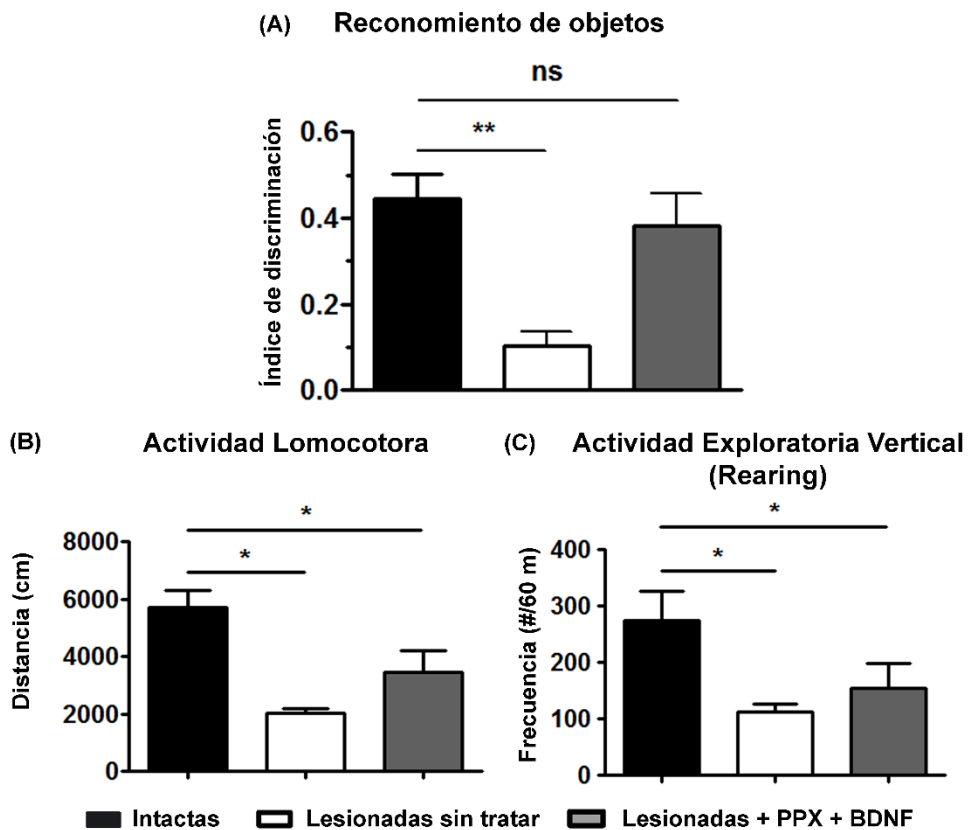 (A) Reconomiento de objetos
ns
**
0.6
0.4
0.2
0.0
Índice de discriminación
(B) Actividad Lomocotora
*
*
8000
6000
4000
2000
0
Distancia (cm)
(C) Actividad Exploratoria Vertical
(Rearing)
*
*
400
300
200
100
0
Frecuencia (#/60 m)
Intactas Lesionadas sin tratar Lesionadas + PPX + BDNF